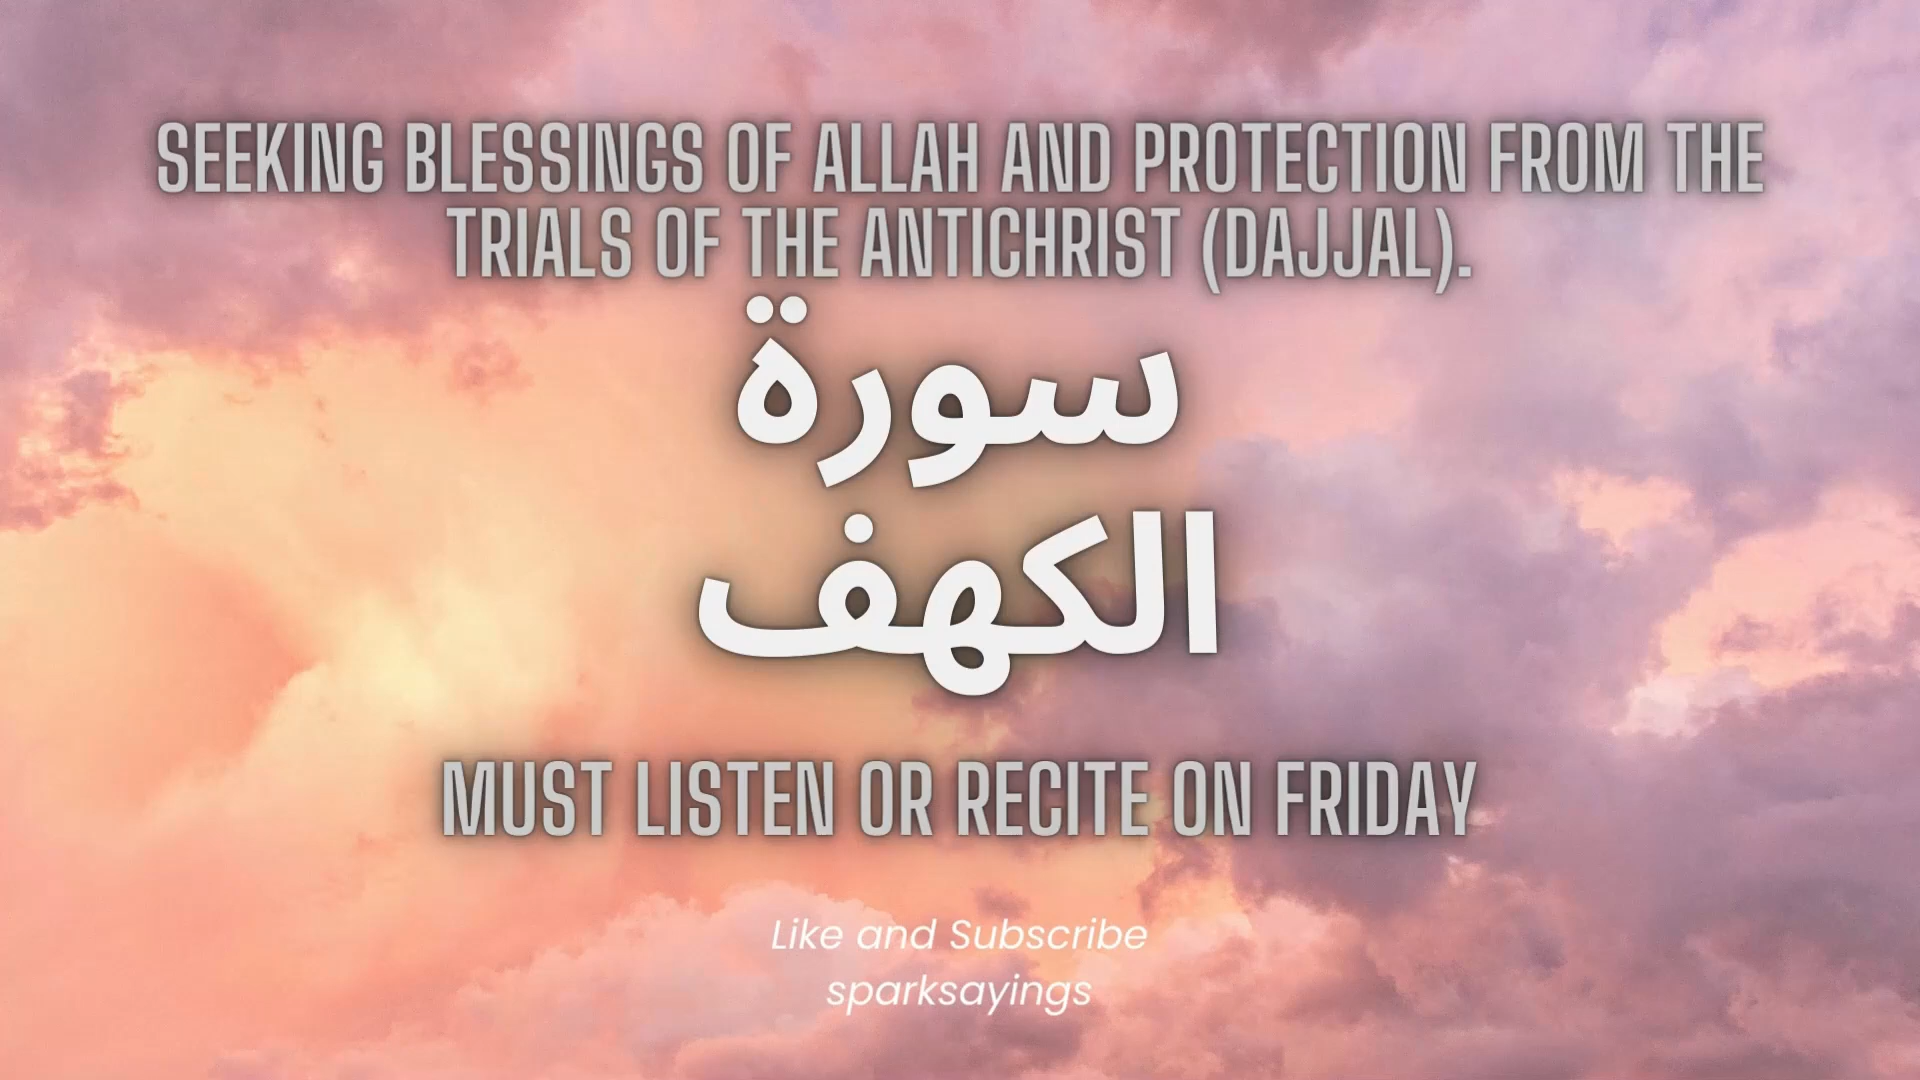 SEEKING BLESSINGS OF ALLAH AND PROTECTION FROM THE
TRIALS OF THE ANTICHRIST (DAJJAL).
سورة
الكهف
MUST LISTEN OR RECITE ON FRIDAY
Like and Subscribe
sparksayings